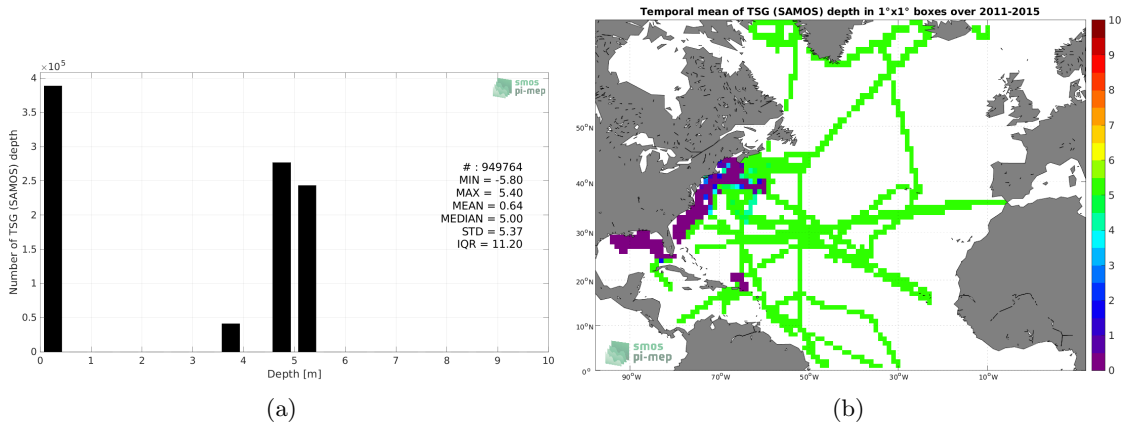 ×10⁵
4
3.5
3
2.5
2
1.5
1
0.5
0
Number of TSG (SAMOS) depth
0 1 2 3 4 5 6 7 8 9 10
Depth [m]
smos
pi-mep
# : 949764
MIN = -5.80
MAX = 5.40
MEAN = 0.64
MEDIAN = 5.00
STD = 5.37
IQR = 11.20
(a)
Temporal mean of TSG (SAMOS) depth in 1°x1° boxes over 2011-2015
50°N
40°N
30°N
20°N
10°N
0°
90°W 70°W 50°W 30°W 10°W
smos
pi-mep
10
9
8
7
6
5
4
3
2
1
0
(b)